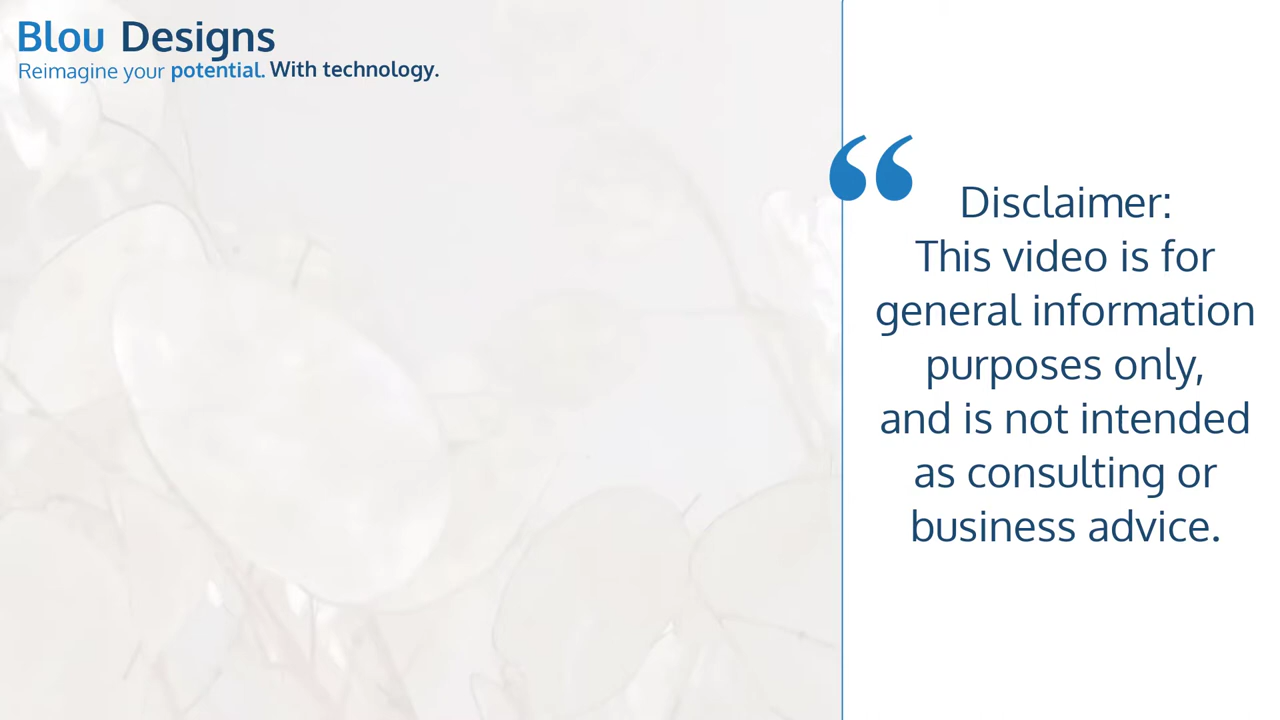 Blou Designs
Reimagine your potential. With technology.
“
Disclaimer:
This video is for
general information
purposes only,
and is not intended
as consulting or
business advice.